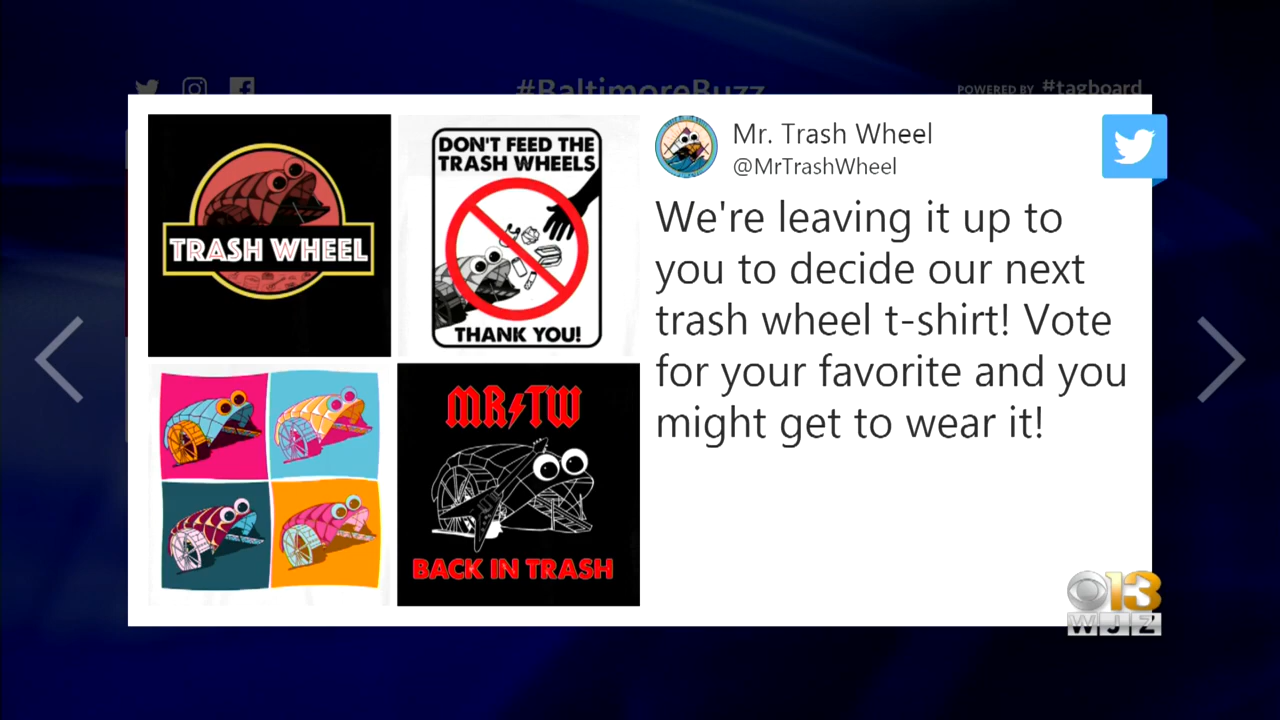 #BaltimoreBuzz
POWERED BY #tagboard
TRASH WHEEL
DON'T FEED THE
TRASH WHEELS
THANK YOU!
MR TW
BACK IN TRASH
Mr. Trash Wheel
@MrTrashWheel
We're leaving it up to
you to decide our next
trash wheel t-shirt! Vote
for your favorite and you
might get to wear it!
13
WJZ